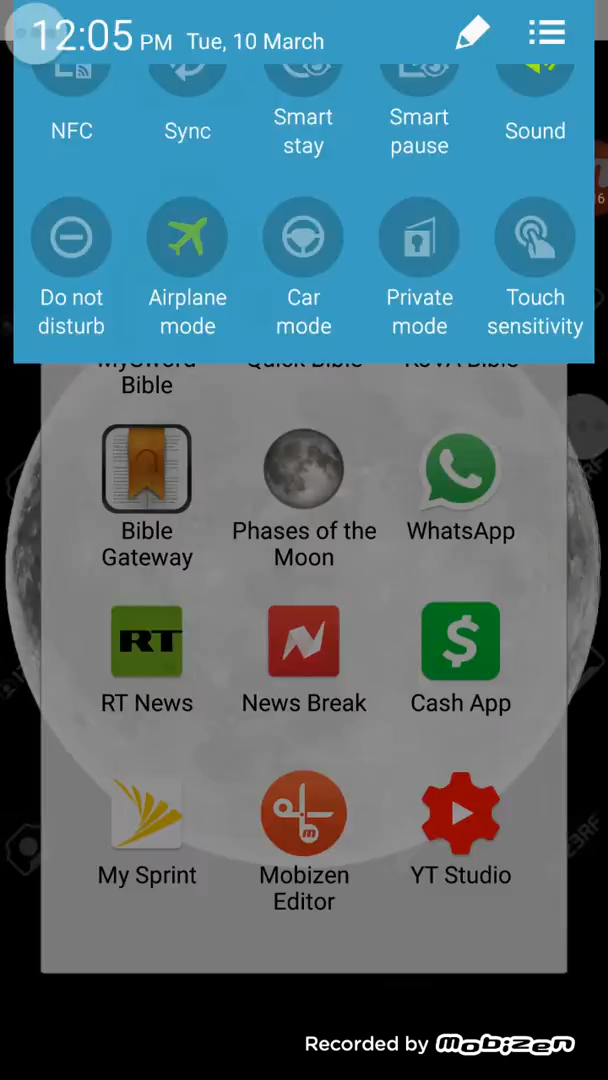 12:05 PM Tue, 10 March
NFC
Sync
Smart
stay
Smart
pause
Sound
Do not
disturb
Airplane
mode
Car
mode
Private
mode
Touch
sensitivity
Bible
Bible
Gateway
Phases of the
Moon
WhatsApp
RT
RT News
News Break
$
Cash App
My Sprint
m
Mobizen
Editor
YT Studio
Recorded by mobizen